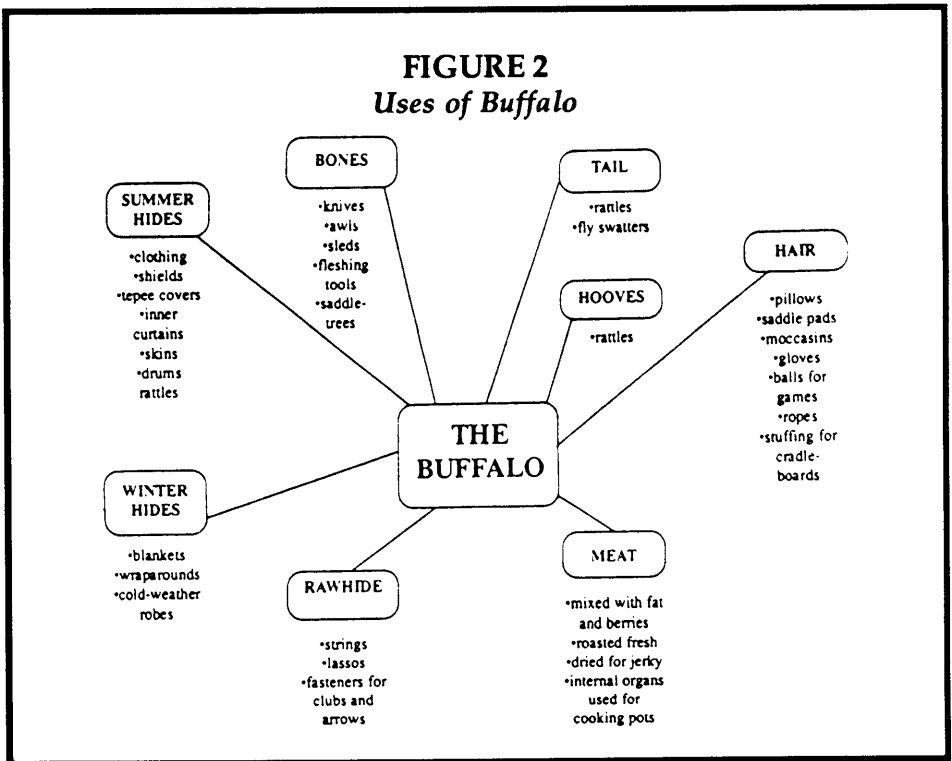 FIGURE 2
Uses of Buffalo
BONES
•knives
•awls
•sleds
•fleshing
tools
•saddle-
trees
TAIL
•rattles
•fly swatters
SUMMER
HIDES
•clothing
•shields
•tepee covers
•inner
curtains
•skins
•drums
rattles
HAIR
•pillows
•saddle pads
•moccasins
•gloves
•balls for
games
•ropes
•stuffing for
cradle-
boards
HOOVES
•rattles
THE
BUFFALO
WINTER
HIDES
•blankets
•wraparounds
•cold-weather
robes
RAWHIDE
•strings
•lassos
•fasteners for
clubs and
arrows
MEAT
•mixed with fat
and berries
•roasted fresh
•dried for jerky
•internal organs
used for
cooking pots